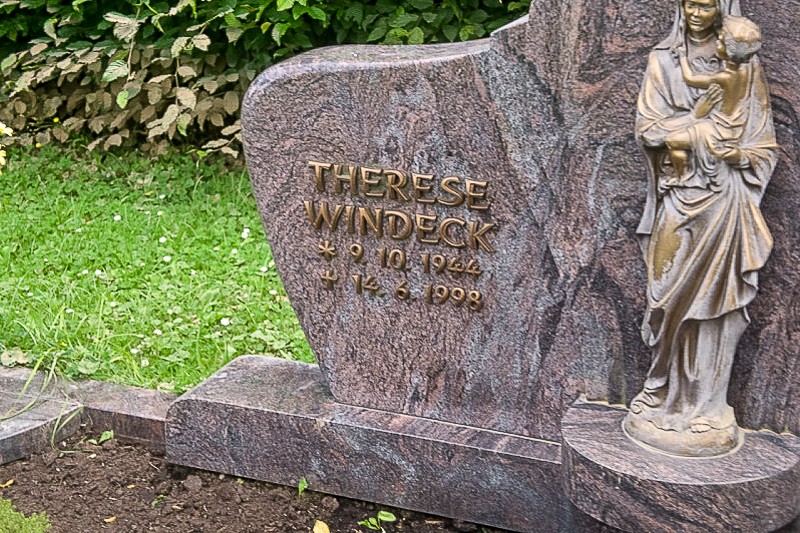 THERESE
WINDECK
* 9. 10. 1944
✝ 14. 6. 1998